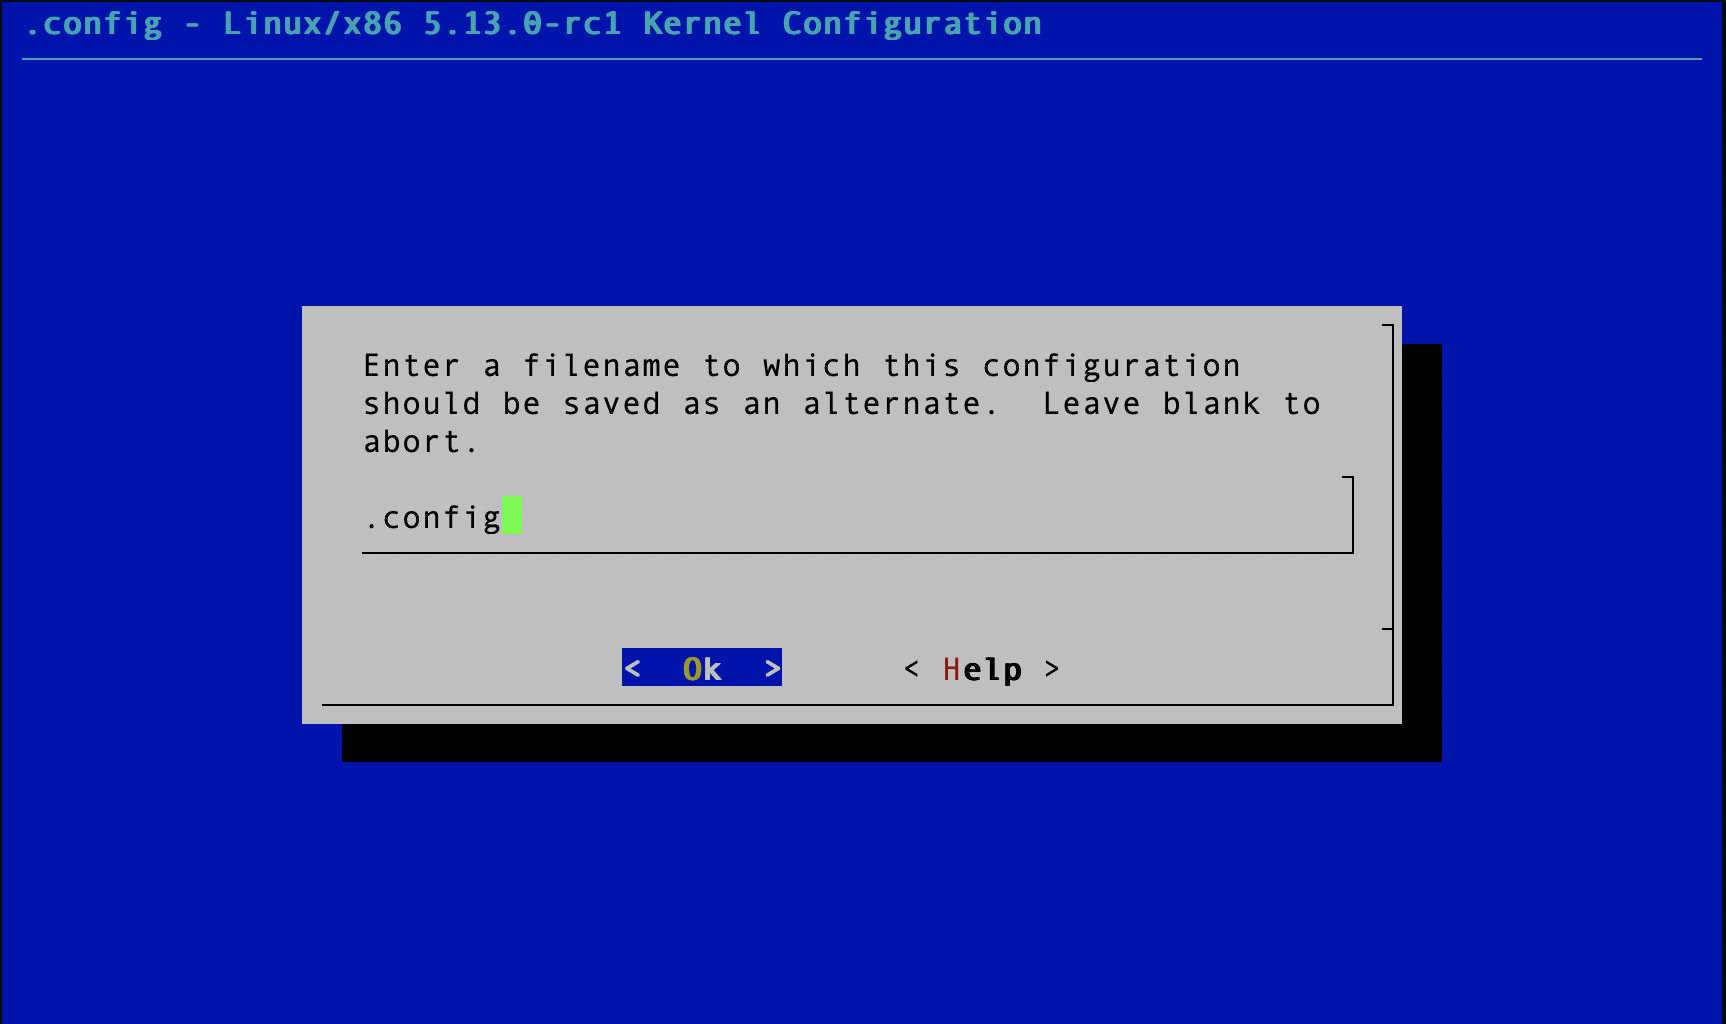 .config - Linux/x86 5.13.0-rc1 Kernel Configuration
Enter a filename to which this configuration
should be saved as an alternate.  Leave blank to
abort.
.config
<  Ok  > < Help >